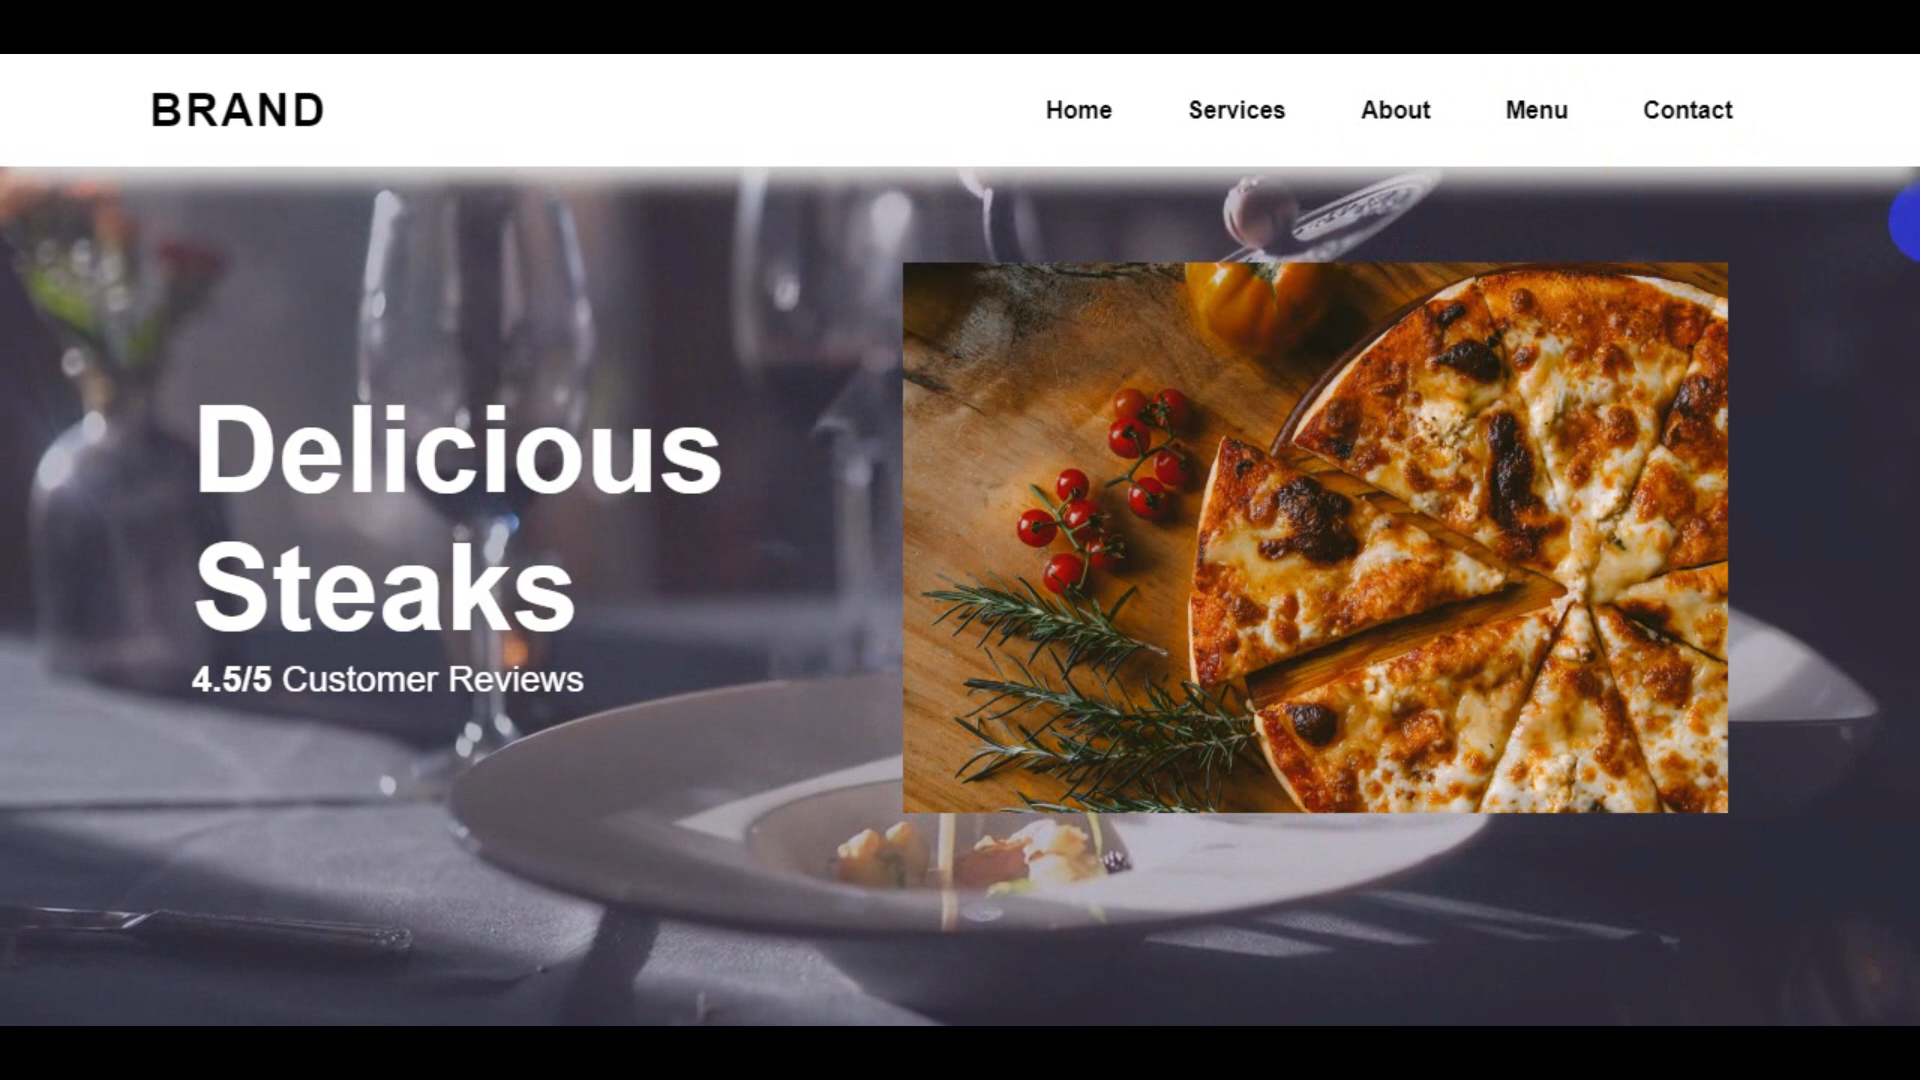 BRAND
Home Services About Menu Contact
Delicious
Steaks
4.5/5 Customer Reviews